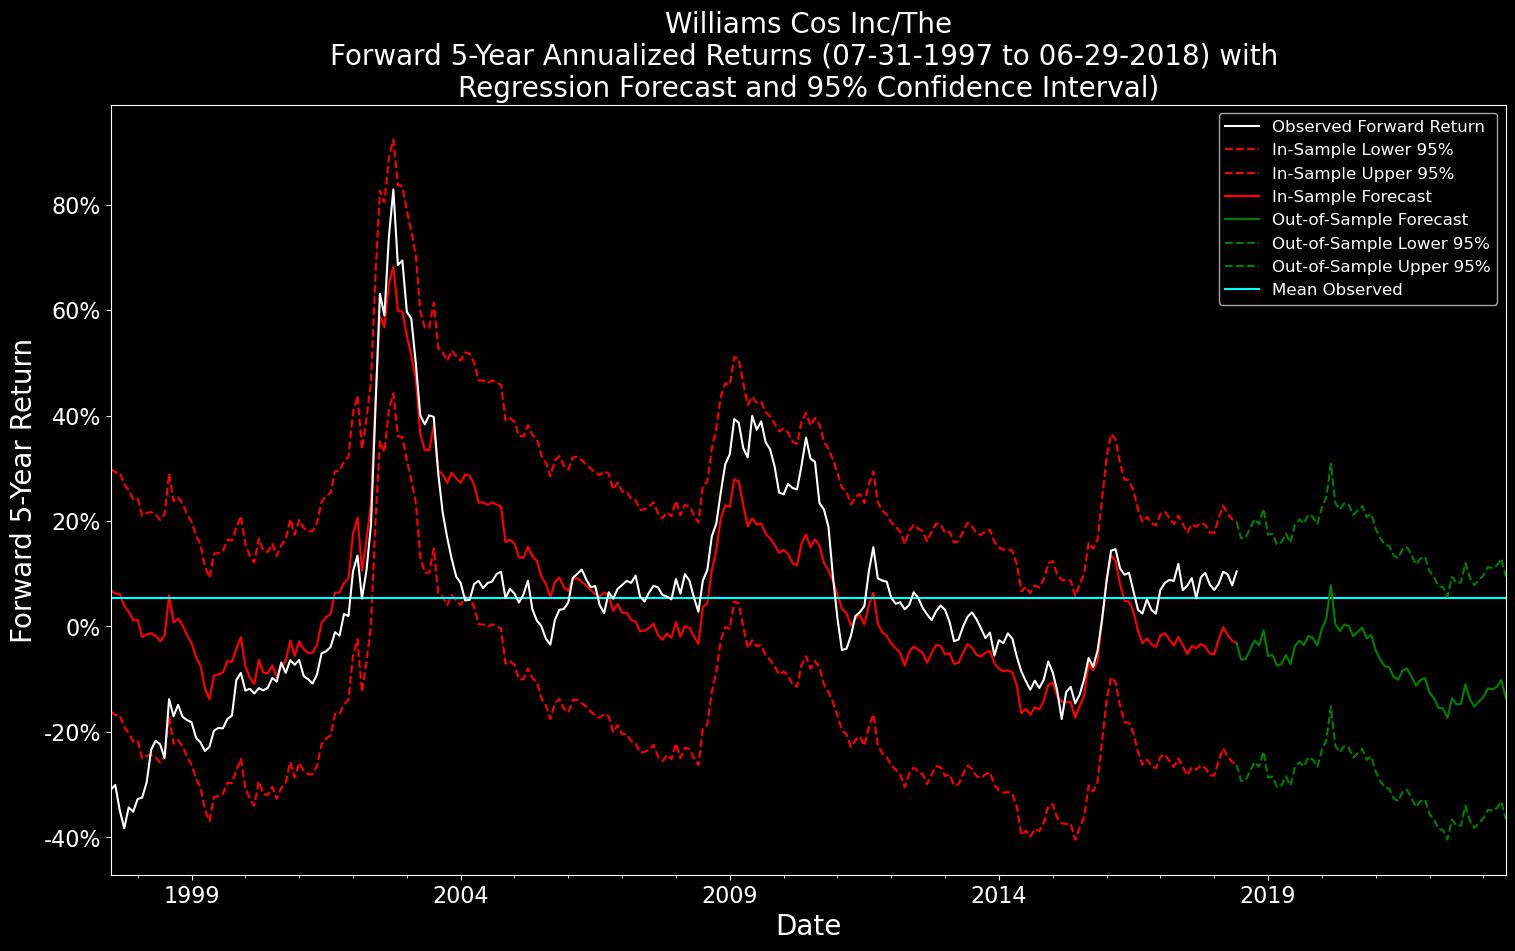 Williams Cos Inc/The
Forward 5-Year Annualized Returns (07-31-1997 to 06-29-2018) with
Regression Forecast and 95% Confidence Interval)
Observed Forward Return
In-Sample Lower 95%
In-Sample Upper 95%
In-Sample Forecast
Out-of-Sample Forecast
Out-of-Sample Lower 95%
Out-of-Sample Upper 95%
Mean Observed
Forward 5-Year Return
80%
60%
40%
20%
0%
-20%
-40%
1999
2004
2009
2014
2019
Date